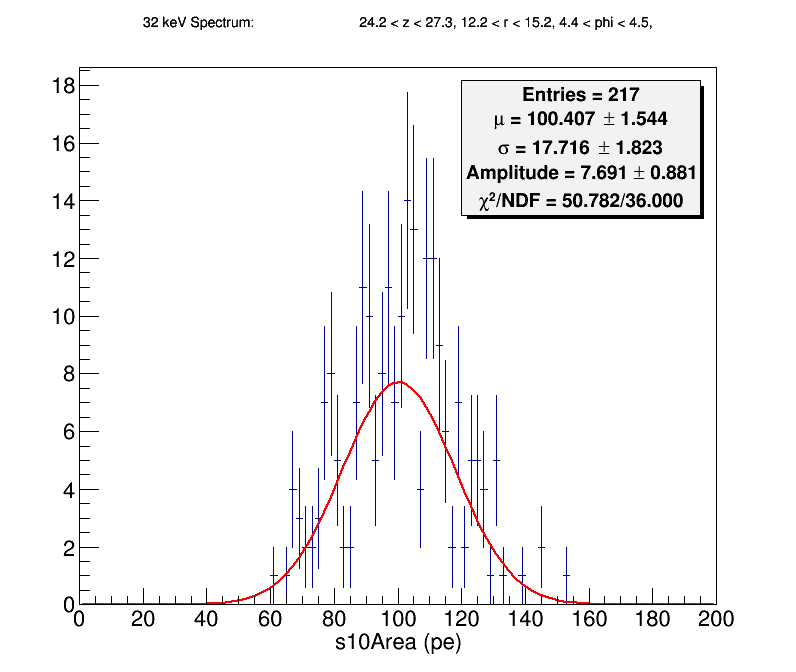 32 keV Spectrum: 24.2 < z < 27.3, 12.2 < r < 15.2, 4.4 < phi < 4.5,
Entries = 217
μ = 100.407 ± 1.544
σ = 17.716 ± 1.823
Amplitude = 7.691 ± 0.881
χ²/NDF = 50.782/36.000
18
16
14
12
10
8
6
4
2
0
0 20 40 60 80 100 120 140 160 180 200
s10Area (pe)